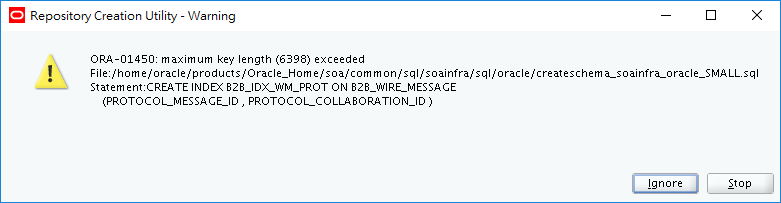 Repository Creation Utility - Warning
ORA-01450: maximum key length (6398) exceeded
File:/home/oracle/products/Oracle_Home/soa/common/sql/soainfra/sql/oracle/createschema_soainfra_oracle_SMALL.sql
Statement:CREATE INDEX B2B_IDX_WM_PROT ON B2B_WIRE_MESSAGE
(PROTOCOL_MESSAGE_ID , PROTOCOL_COLLABORATION_ID )
Ignore
Stop